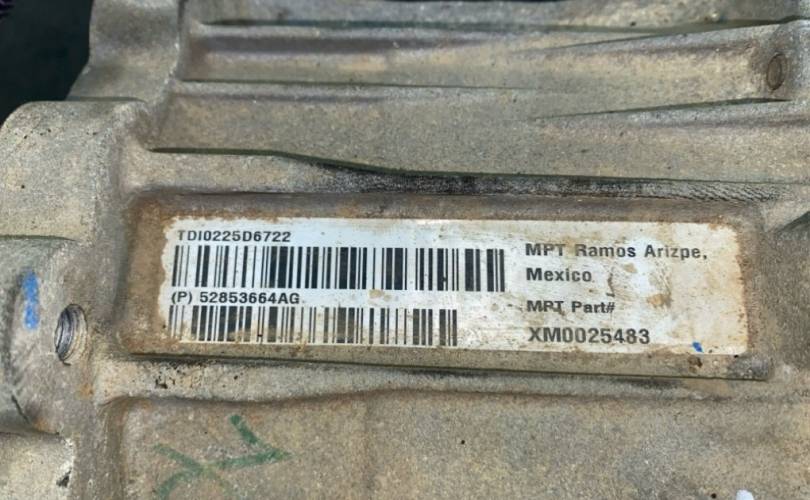 TDI0225D6722
(P) 52853664AG
MPT Ramos Arizpe,
Mexico
MPT Part#
XM0025483